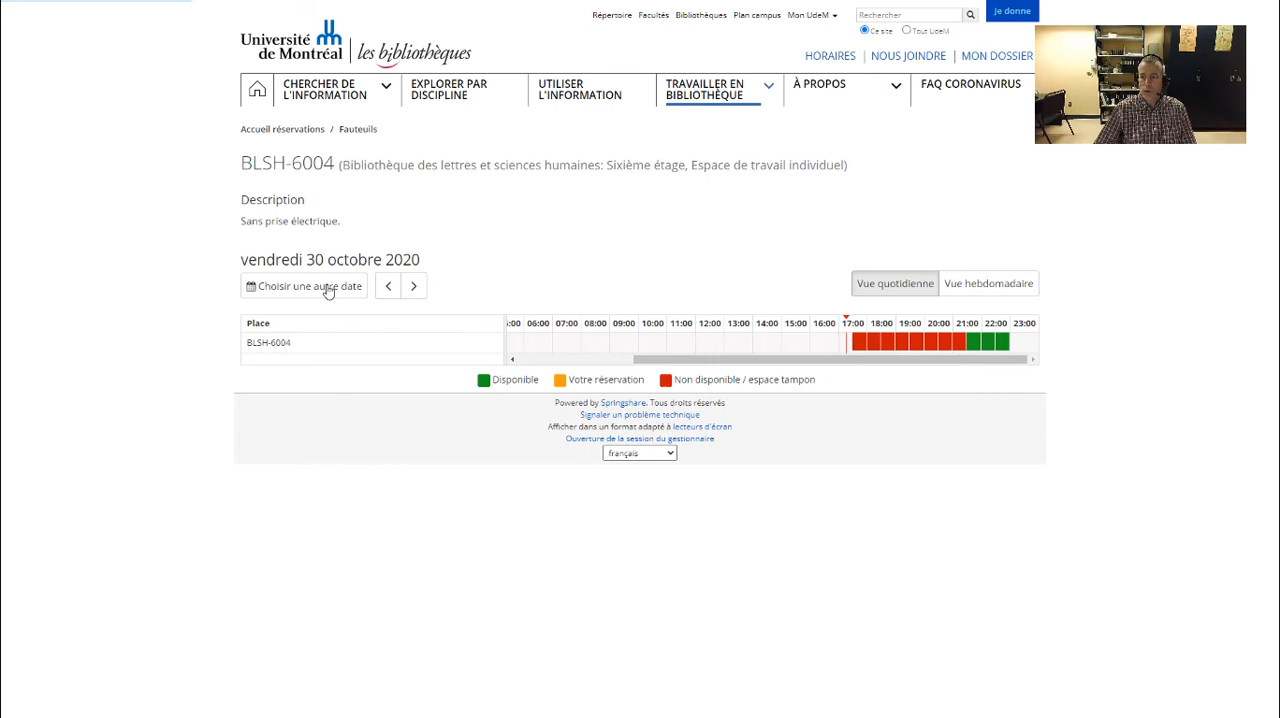 Répertoire Facultés Bibliothèques Plan campus Mon UdeM Rechercher Je donne
Ce site Tout UdeM
Université
de Montréal les bibliothèques
HORAIRES NOUS JOINDRE MON DOSSIER
CHERCHER DE
L'INFORMATION
EXPLORER PAR
DISCIPLINE
UTILISER
L'INFORMATION
TRAVAILLER EN
BIBLIOTHÈQUE
À PROPOS
FAQ CORONAVIRUS
Accueil réservations / Fauteuils
BLSH-6004 (Bibliothèque des lettres et sciences humaines: Sixième étage, Espace de travail individuel)
Description
Sans prise électrique.
vendredi 30 octobre 2020
Choisir une autre date
Vue quotidienne Vue hebdomadaire
Place :00 06:00 07:00 08:00 09:00 10:00 11:00 12:00 13:00 14:00 15:00 16:00 17:00 18:00 19:00 20:00 21:00 22:00 23:00
BLSH-6004
Disponible Votre réservation Non disponible / espace tampon
Powered by Springshare. Tous droits réservés
Signaler un problème technique
Afficher dans un format adapté à lecteurs d'écran
Ouverture de la session du gestionnaire
français